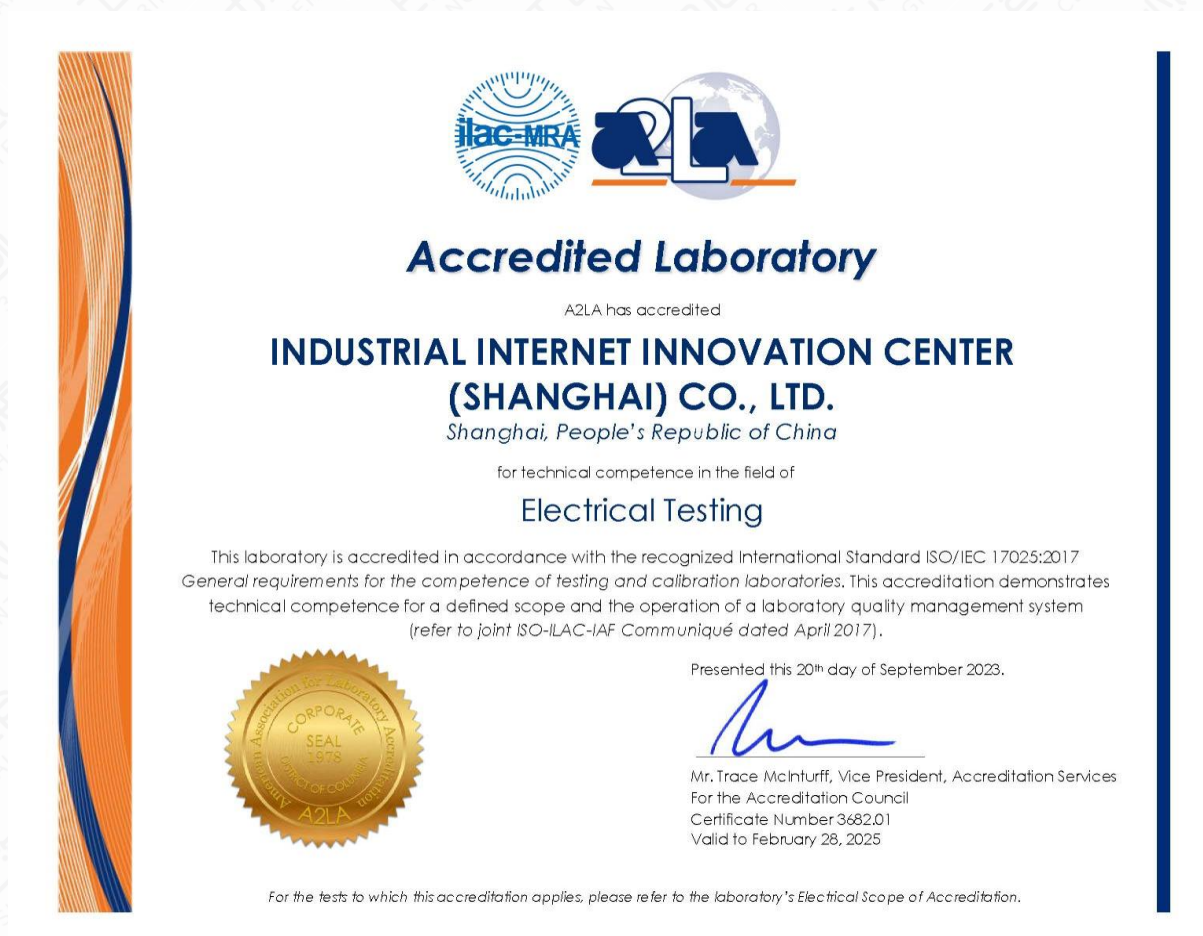 ilac-MRA
A2LA
Accredited Laboratory
A2LA has accredited
INDUSTRIAL INTERNET INNOVATION CENTER
(SHANGHAI) CO., LTD.
Shanghai, People's Republic of China
for technical competence in the field of
Electrical Testing
This laboratory is accredited in accordance with the recognized International Standard ISO/IEC 17025:2017
General requirements for the competence of testing and calibration laboratories. This accreditation demonstrates
technical competence for a defined scope and the operation of a laboratory quality management system
(refer to joint ISO-ILAC-IAF Communiqué dated April 2017).
American Association for Laboratory Accreditation
CORPORATE
SEAL
1978
DISTRICT OF COLUMBIA
A2LA
Presented this 20th day of September 2023.
Mr. Trace McInturff, Vice President, Accreditation Services
For the Accreditation Council
Certificate Number 3682.01
Valid to February 28, 2025
For the tests to which this accreditation applies, please refer to the laboratory's Electrical Scope of Accreditation.